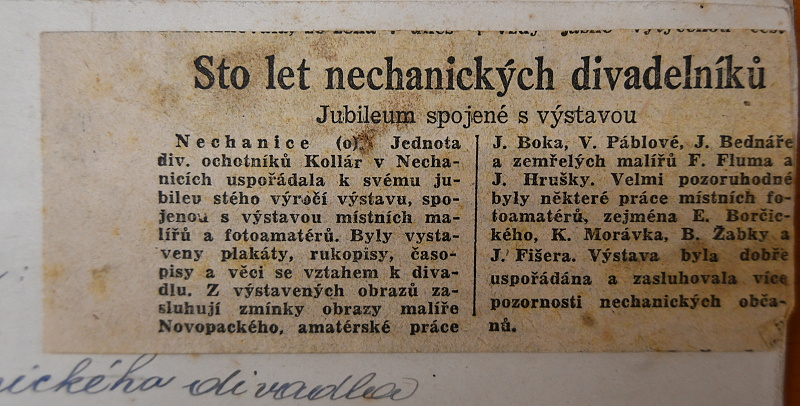 Sto let nechanických divadelníků
Jubileum spojené s výstavou
Nechanice (o). Jednota
div. ochotníků Kollár v Necha-
nicích uspořádala k svému ju-
bileu stého výročí výstavu, spo-
jenou s výstavou místních ma-
lířů a fotoamatérů. Byly vysta-
veny plakáty, rukopisy, časo-
pisy a věci se vztahem k diva-
dlu. Z výstavených obrazů za-
sluhují zmínky obrazy malíře
Novopackého, amatérské práce
J. Boka, V. Páblové, J. Bednáře
a zemřelých malířů F. Fluma a
J. Hrušky. Velmi pozoruhodné
byly některé práce místních fo-
toamatérů, zejména E. Borčic-
kého, K. Morávka, B. Žabky a
J. Fišera. Výstava byla dobře
uspořádána a zasluhovala více
pozornosti nechanických obča-
nů.
divadla